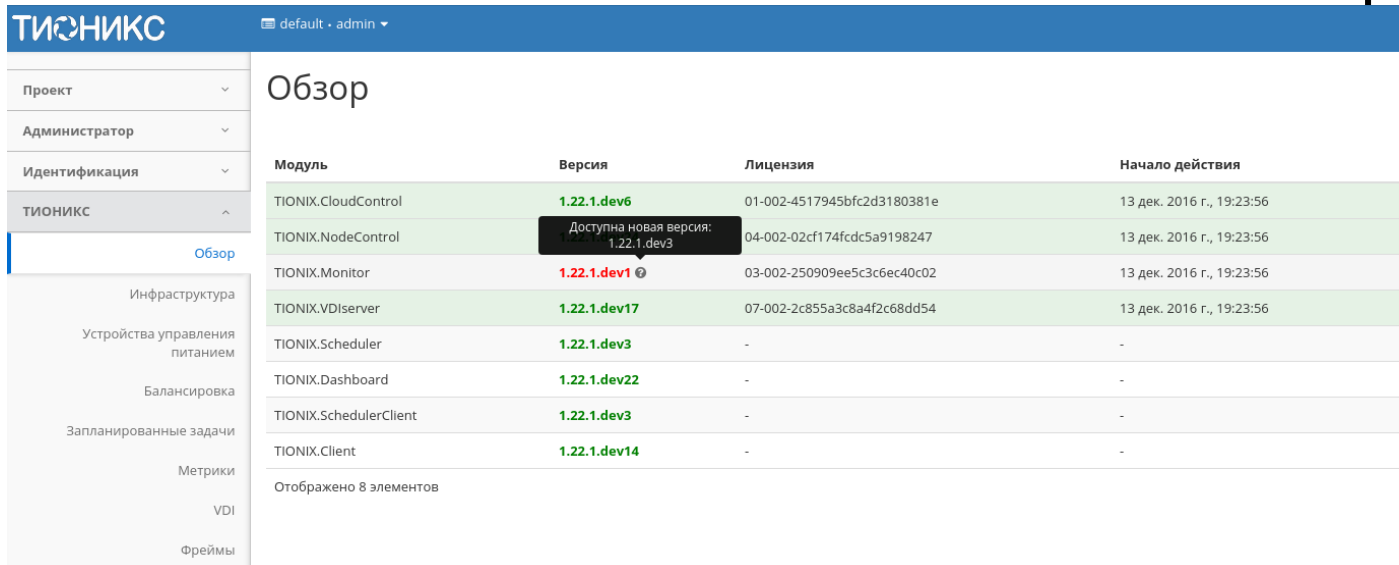 ТИОНИКС
default • admin
Проект
Администратор
Идентификация
ТИОНИКС
Обзор
Инфраструктура
Устройства управления
питанием
Балансировка
Запланированные задачи
Метрики
VDI
Фреймы
Обзор
Модуль Версия Лицензия Начало действия
TIONIX.CloudControl 1.22.1.dev6 01-002-4517945bfc2d3180381e 13 дек. 2016 г., 19:23:56
Доступна новая версия:
1.22.1.dev3
TIONIX.NodeControl 04-002-02cf174fcdc5a9198247 13 дек. 2016 г., 19:23:56
TIONIX.Monitor 1.22.1.dev1 ? 03-002-250909ee5c3c6ec40c02 13 дек. 2016 г., 19:23:56
TIONIX.VDIserver 1.22.1.dev17 07-002-2c855a3c8a4f2c68dd54 13 дек. 2016 г., 19:23:56
TIONIX.Scheduler 1.22.1.dev3 - -
TIONIX.Dashboard 1.22.1.dev22 - -
TIONIX.SchedulerClient 1.22.1.dev3 - -
TIONIX.Client 1.22.1.dev14 - -
Отображено 8 элементов